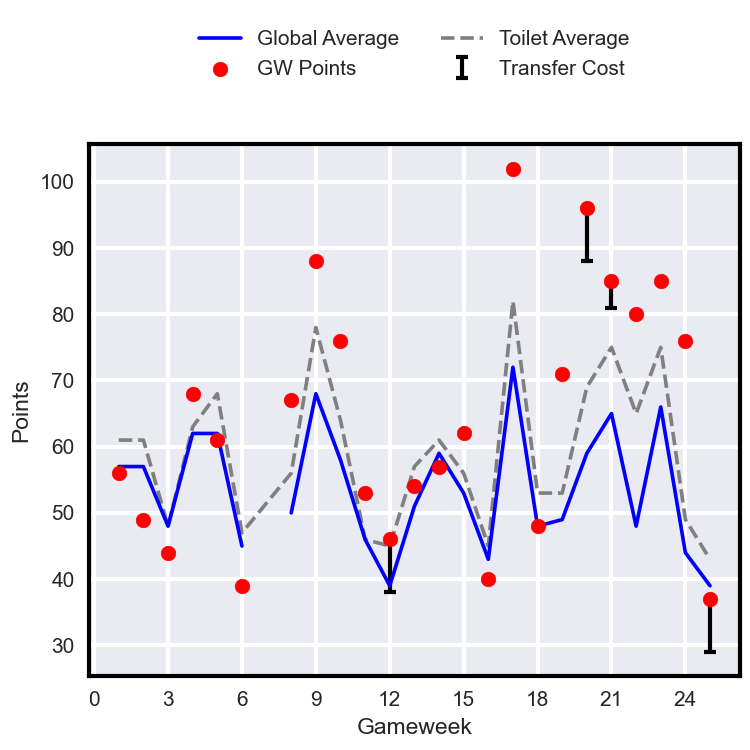 Global Average
GW Points
Toilet Average
Transfer Cost
100
90
80
70
60
50
40
30
Points
0 3 6 9 12 15 18 21 24
Gameweek